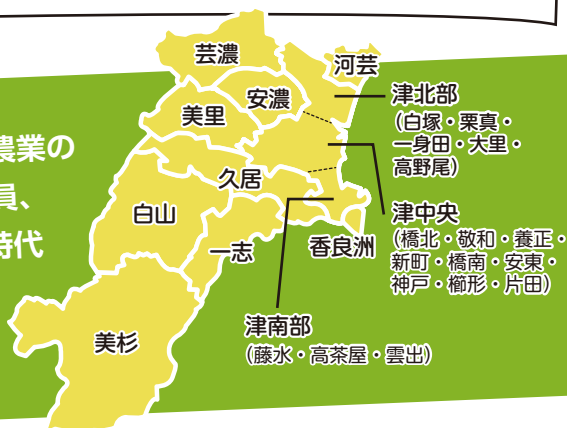 農業の
員、
時代
芸濃
河芸
安濃
美里
津北部
(白塚・栗真・
一身田・大里・
高野尾)
久居
白山
津中央
(橋北・敬和・養正・
新町・橋南・安東・
神戸・櫛形・片田)
一志
香良洲
津南部
(藤水・高茶屋・雲出)
美杉